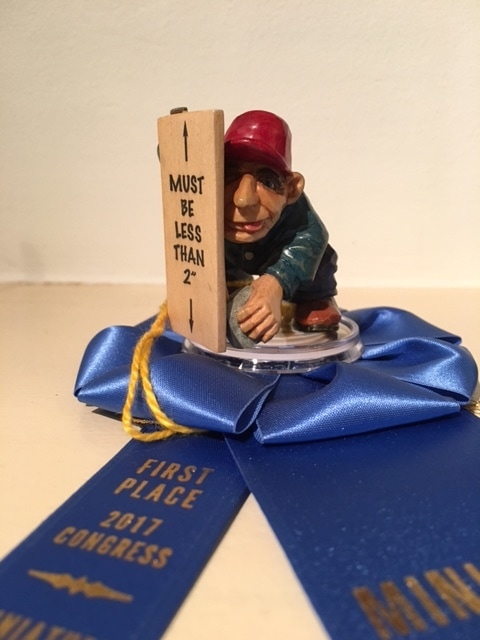 MUST
BE
LESS
THAN
2"
FIRST
PLACE
2017
CONGRESS